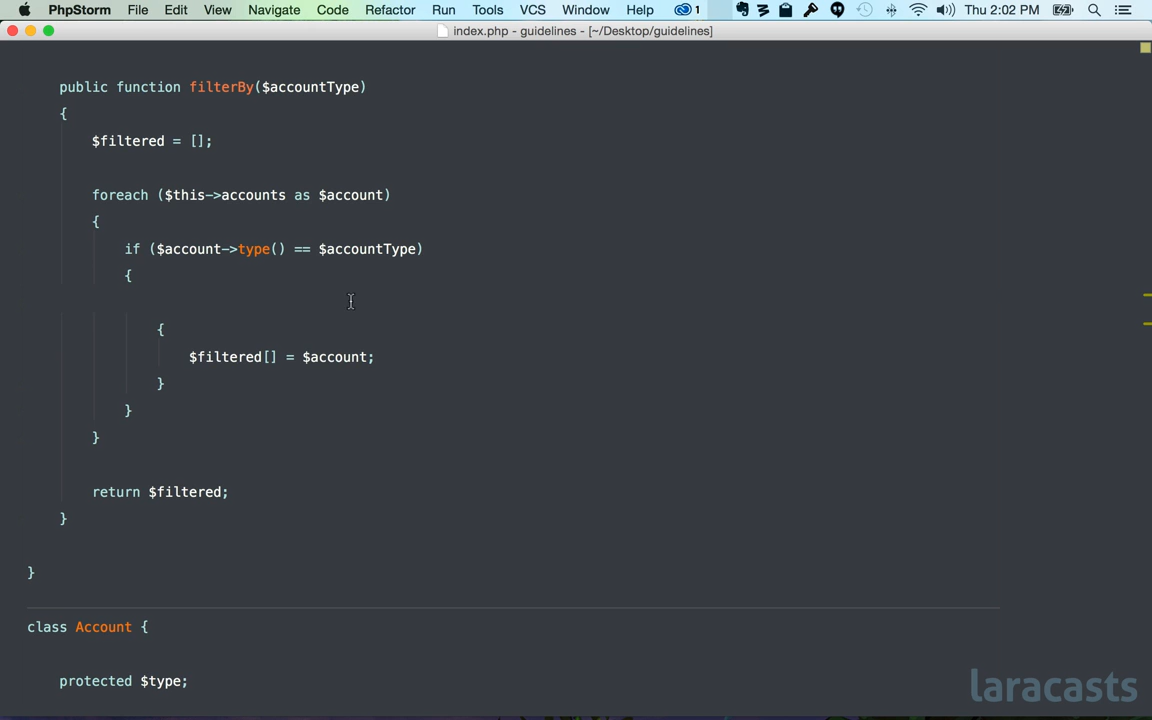 PhpStorm File Edit View Navigate Code Refactor Run Tools VCS Window Help 1 Thu 2:02 PM
index.php - guidelines - [~/Desktop/guidelines]
public function filterBy($accountType)
{
$filtered = [];
foreach ($this->accounts as $account)
{
if ($account->type() == $accountType)
{
{
$filtered[] = $account;
}
}
}
return $filtered;
}
}
class Account {
protected $type;
laracasts